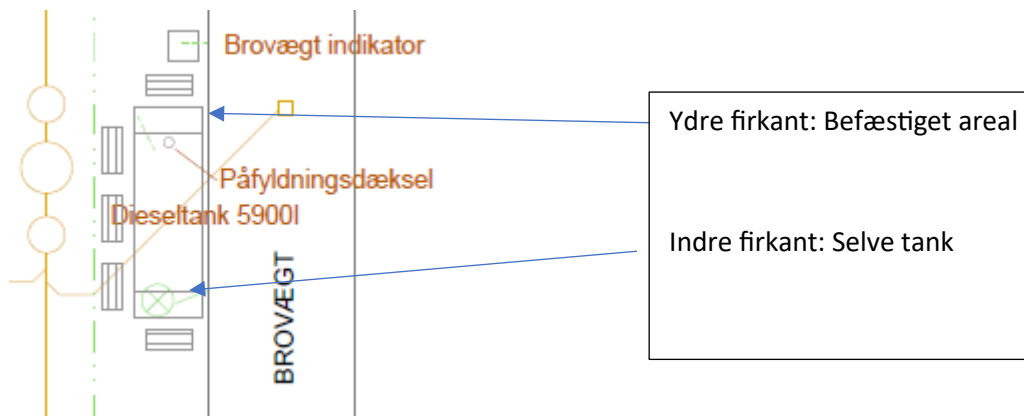 Brovægt indikator
Ydre firkant: Befæstiget areal
Påfyldningsdæksel
Dieseltank 5900l
Indre firkant: Selve tank
BROVÆGT